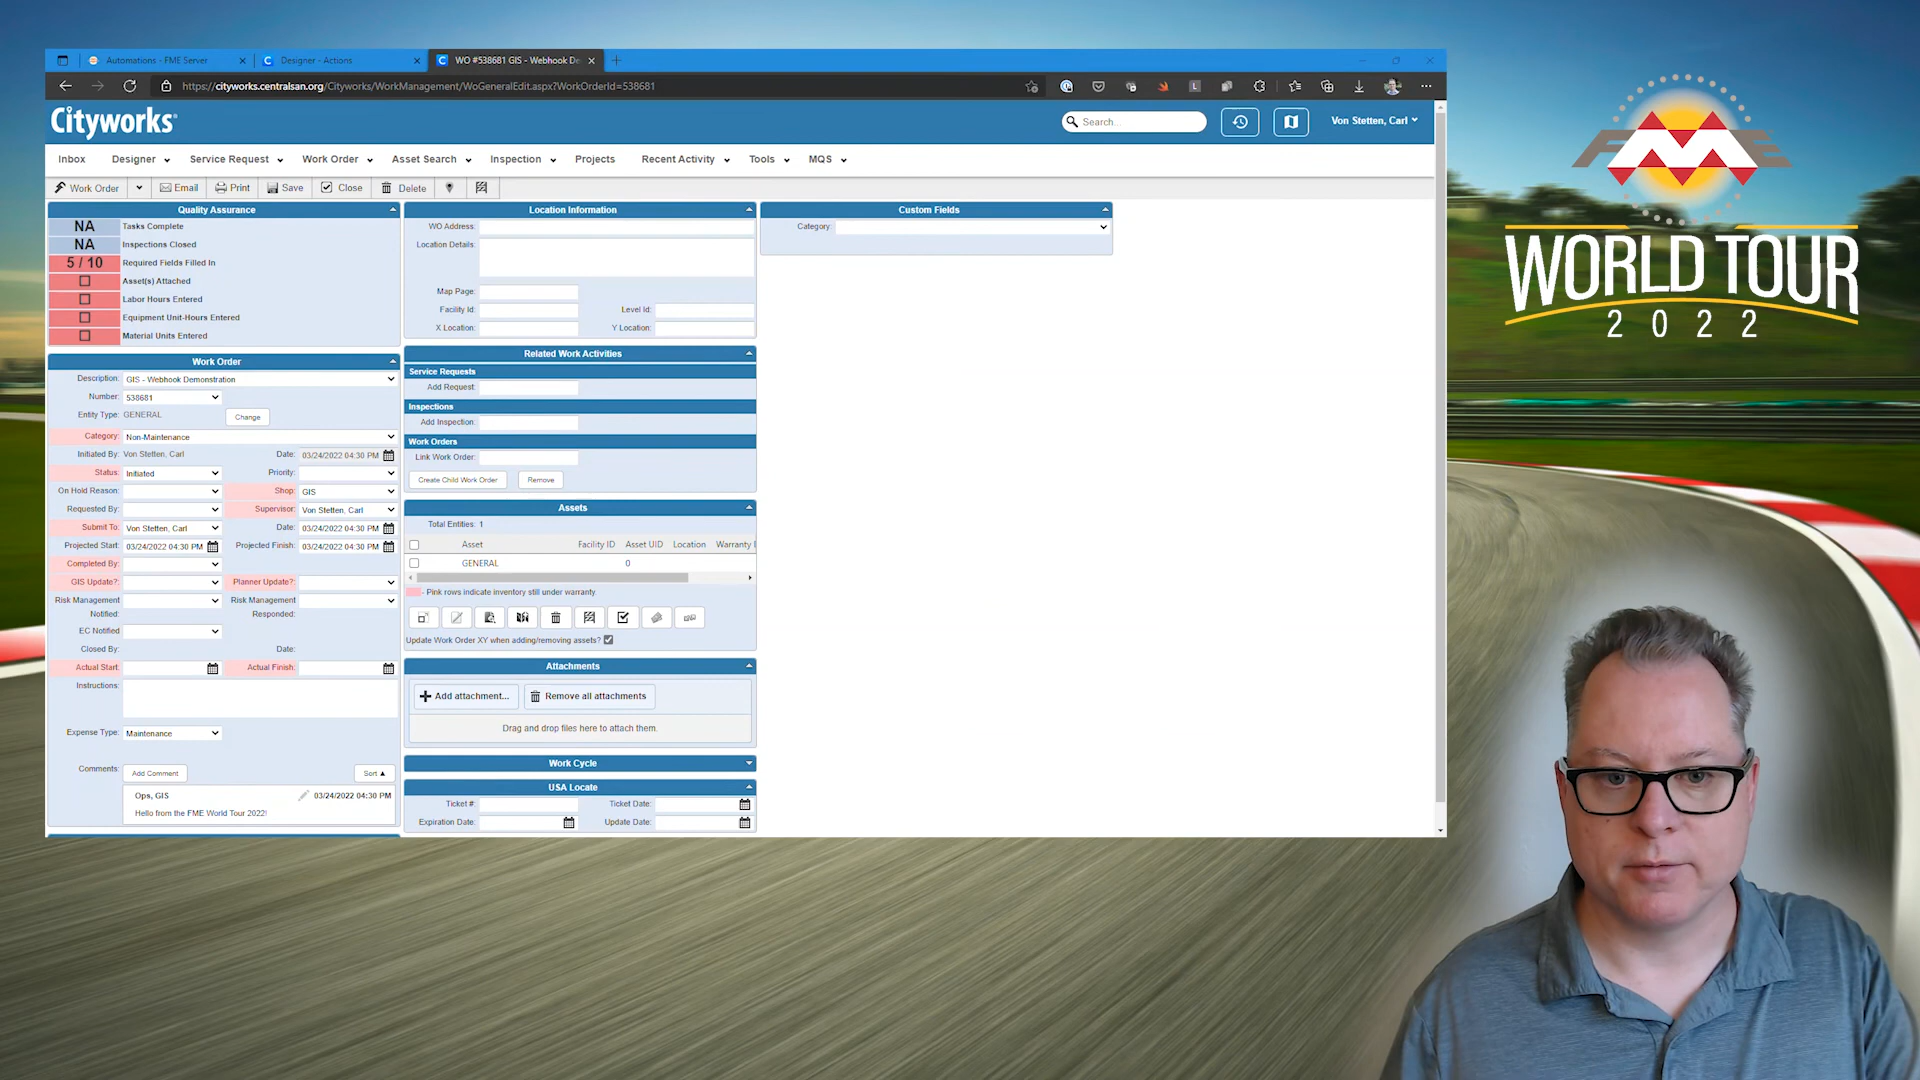 Automations - FME Server
Designer - Actions
WO #538681 GIS - Webhook De
https://cityworks.centralsan.org/Cityworks/WorkManagement/WoGeneralEdit.aspx?WorkOrderId=538681
Cityworks
Search...
Von Stetten, Carl
Inbox Designer Service Request Work Order Asset Search Inspection Projects Recent Activity Tools MQS
Work Order Email Print Save Close Delete
Quality Assurance
NA Tasks Complete
NA Inspections Closed
5 / 10 Required Fields Filled In
Asset(s) Attached
Labor Hours Entered
Equipment Unit-Hours Entered
Material Units Entered
Work Order
Description: GIS - Webhook Demonstration
Number: 538681
Entity Type: GENERAL Change
Category: Non-Maintenance
Initiated By: Von Stetten, Carl Date: 03/24/2022 04:30 PM
Status: Initiated Priority:
On Hold Reason: Shop: GIS
Requested By: Supervisor: Von Stetten, Carl
Submit To: Von Stetten, Carl Date: 03/24/2022 04:30 PM
Projected Start: 03/24/2022 04:30 PM Projected Finish: 03/24/2022 04:30 PM
Completed By:
GIS Update?: Planner Update?:
Risk Management Notified: Risk Management Responded:
EC Notified
Closed By: Date:
Actual Start: Actual Finish:
Instructions:
Expense Type: Maintenance
Comments: Add Comment Sort ▲
Ops, GIS 03/24/2022 04:30 PM
Hello from the FME World Tour 2022!
Location Information
WO Address:
Location Details:
Map Page:
Facility Id: Level Id:
X Location: Y Location:
Related Work Activities
Service Requests
Add Request:
Inspections
Add Inspection:
Work Orders
Link Work Order:
Create Child Work Order Remove
Assets
Total Entities: 1
Asset Facility ID Asset UID Location Warranty
GENERAL 0
- Pink rows indicate inventory still under warranty.
Update Work Order XY when adding/removing assets?
Attachments
Add attachment... Remove all attachments
Drag and drop files here to attach them.
Work Cycle
USA Locate
Ticket #: Ticket Date:
Expiration Date: Update Date:
Custom Fields
Category:
FME
WORLD TOUR
2022